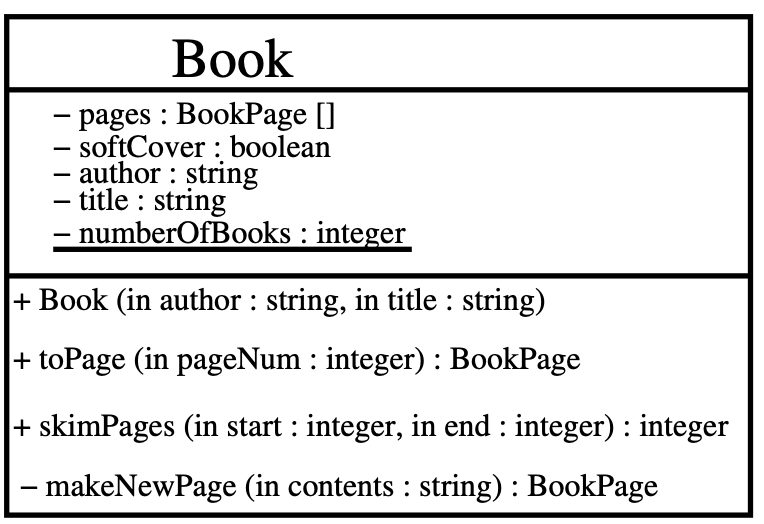 Book
– pages : BookPage []
– softCover : boolean
– author : string
– title : string
– numberOfBooks : integer
+ Book (in author : string, in title : string)
+ toPage (in pageNum : integer) : BookPage
+ skimPages (in start : integer, in end : integer) : integer
– makeNewPage (in contents : string) : BookPage